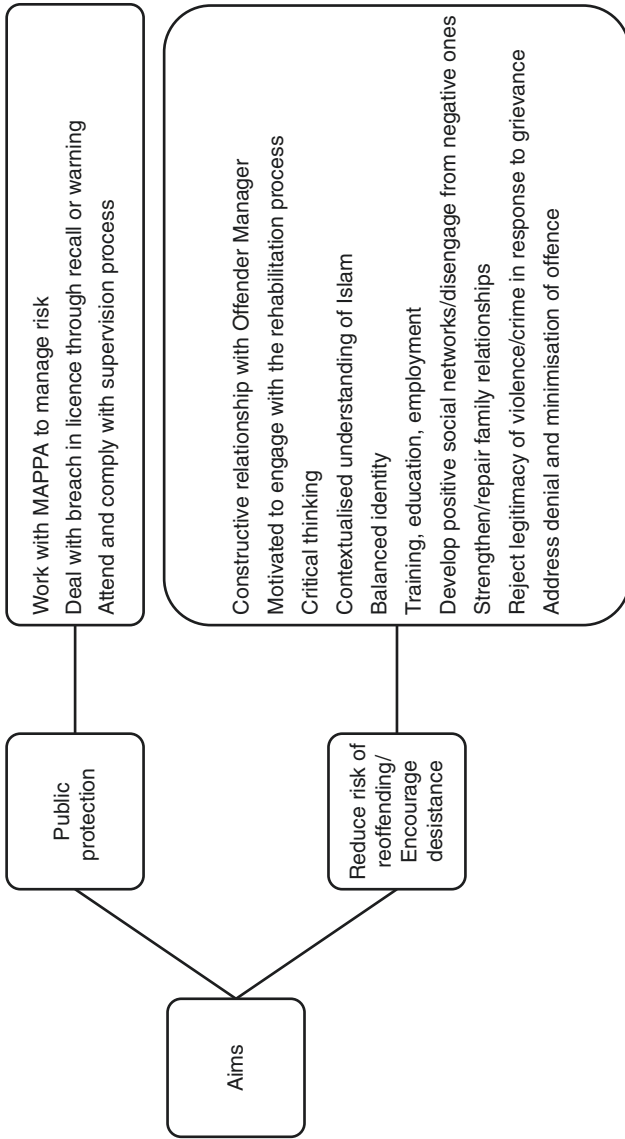 Aims
Public
protection
Work with MAPPA to manage risk
Deal with breach in licence through recall or warning
Attend and comply with supervision process
Reduce risk of
reoffending/
Encourage
desistance
Constructive relationship with Offender Manager
Motivated to engage with the rehabilitation process
Critical thinking
Contextualised understanding of Islam
Balanced identity
Training, education, employment
Develop positive social networks/disengage from negative ones
Strengthen/repair family relationships
Reject legitimacy of violence/crime in response to grievance
Address denial and minimisation of offence